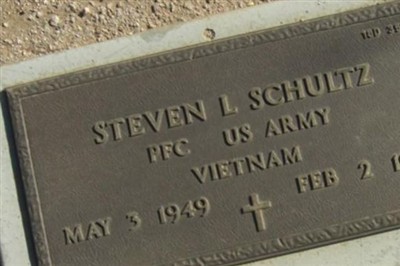 STEVEN L SCHULTZ
PFC US ARMY
VIETNAM
MAY 3 1949 FEB 2